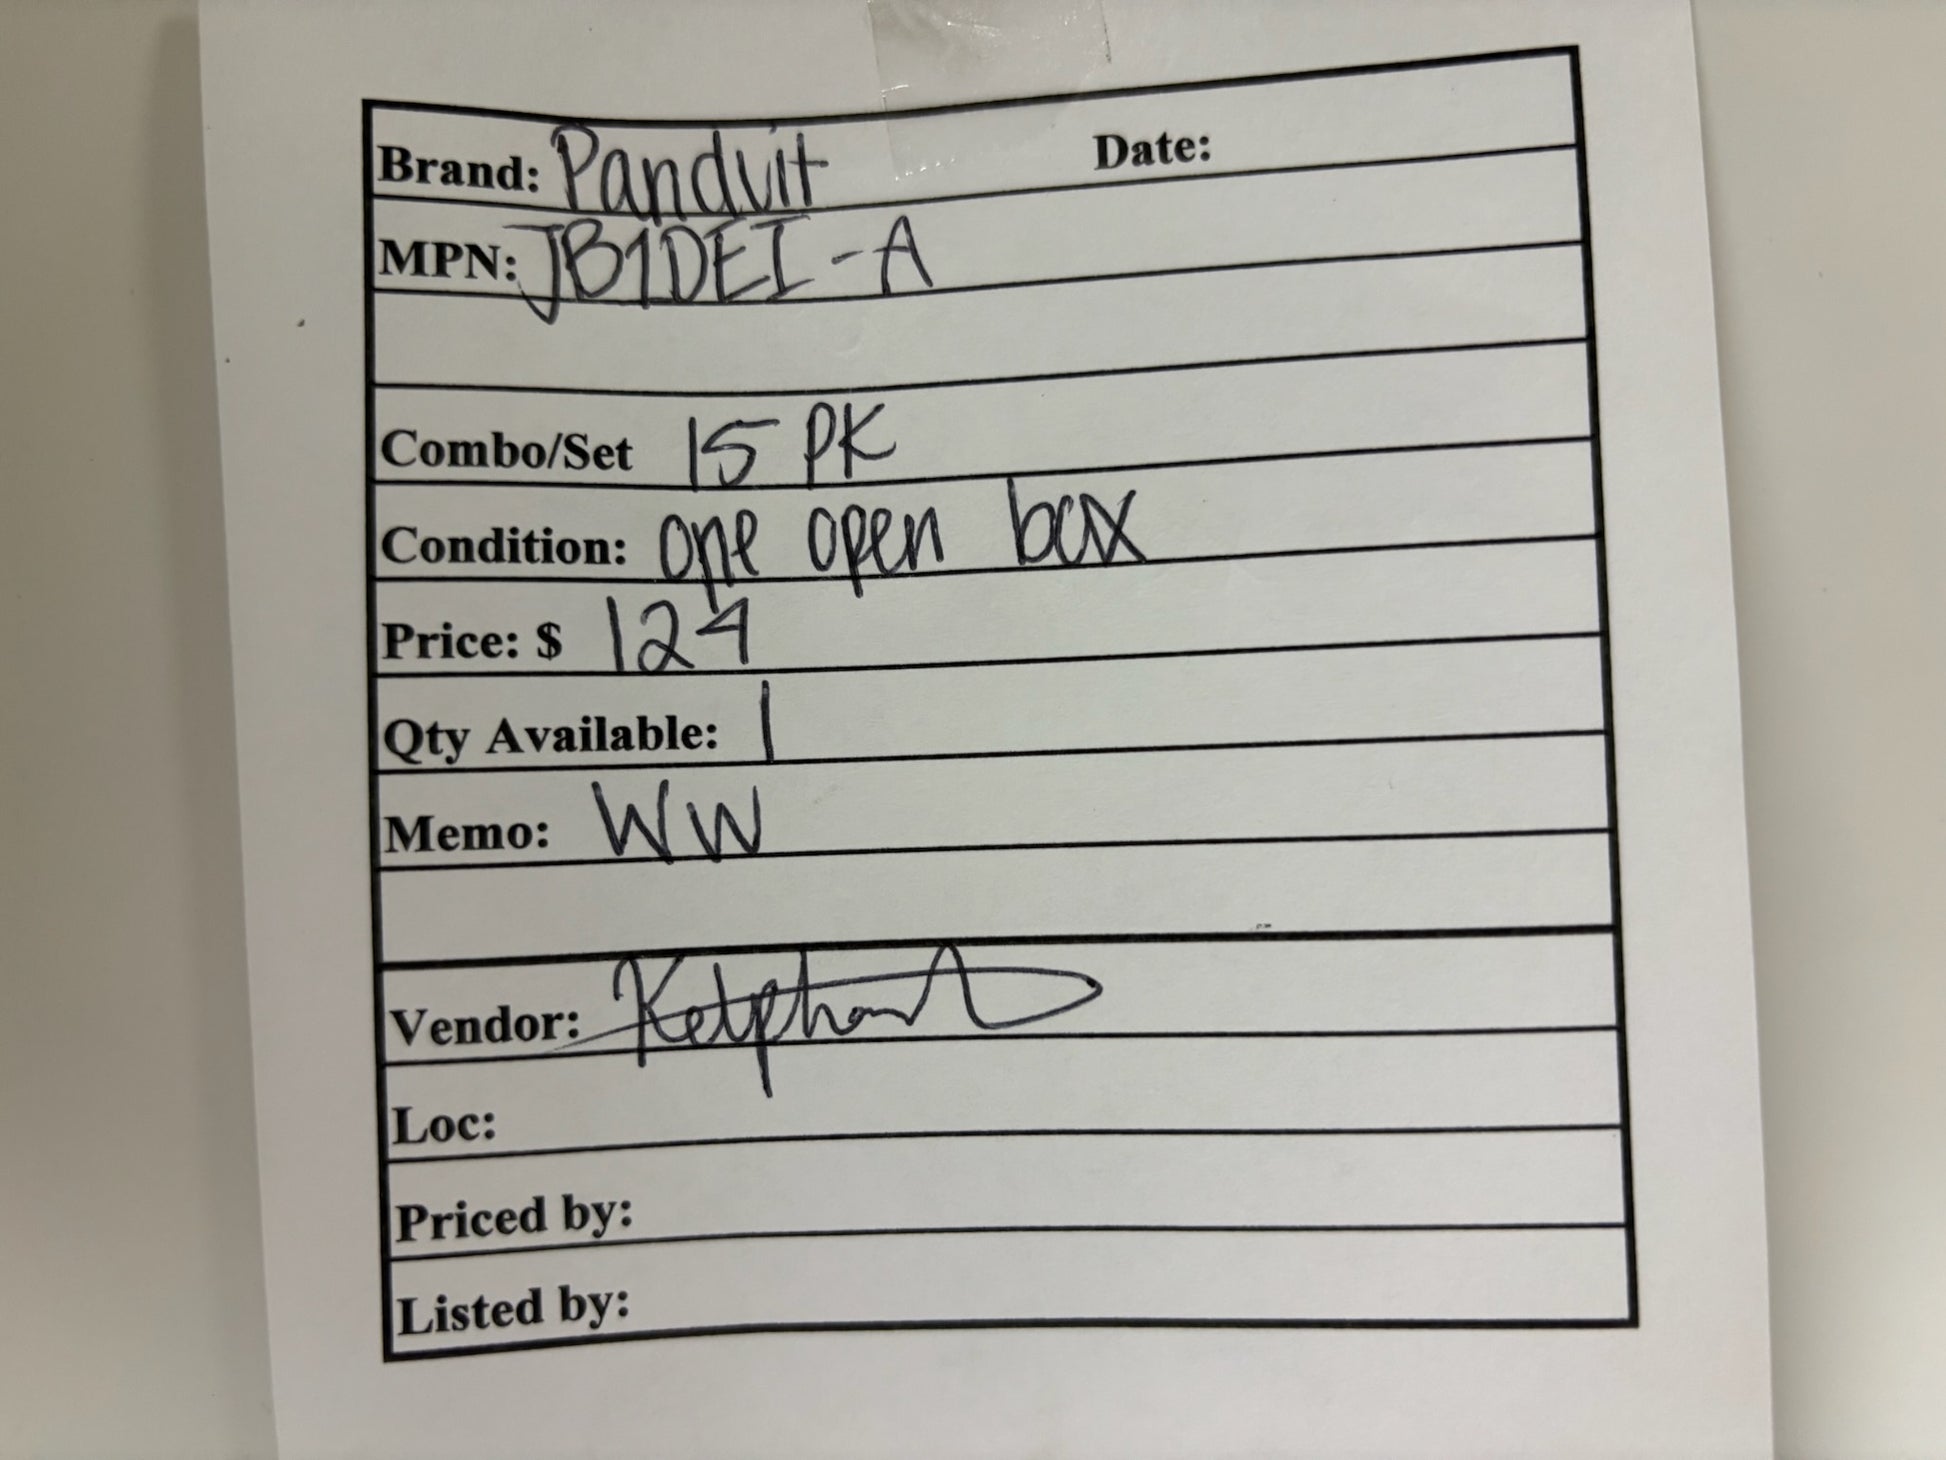 Brand: Panduit Date:
MPN: JB1DEI-A
Combo/Set 15 PK
Condition: one open box
Price: $ 124
Qty Available: 1
Memo: WW
Vendor:
Loc:
Priced by:
Listed by: